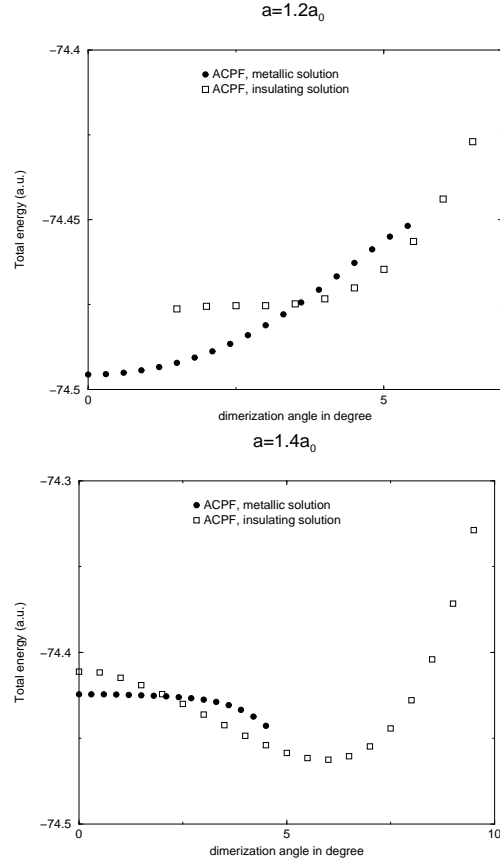 a=1.2a₀
−74.4
ACPF, metallic solution
ACPF, insulating solution
−74.45
Total energy (a.u.)
−74.5
0
5
dimerization angle in degree
a=1.4a₀
−74.3
ACPF, metallic solution
ACPF, insulating solution
−74.4
Total energy (a.u.)
−74.5
0
5
10
dimerization angle in degree